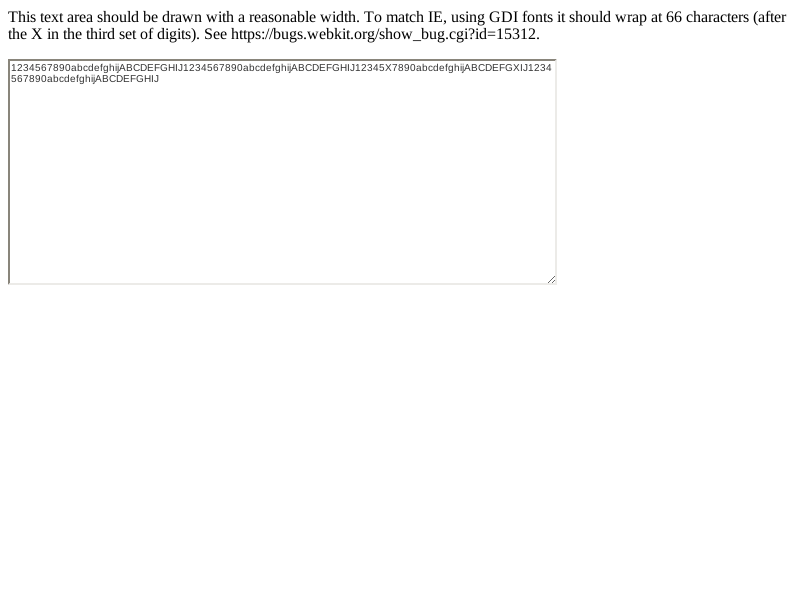 This text area should be drawn with a reasonable width. To match IE, using GDI fonts it should wrap at 66 characters (after
the X in the third set of digits). See https://bugs.webkit.org/show_bug.cgi?id=15312.
1234567890abcdefghijABCDEFGHIJ1234567890abcdefghijABCDEFGHIJ12345X7890abcdefghijABCDEFGXIJ1234
567890abcdefghijABCDEFGHIJ